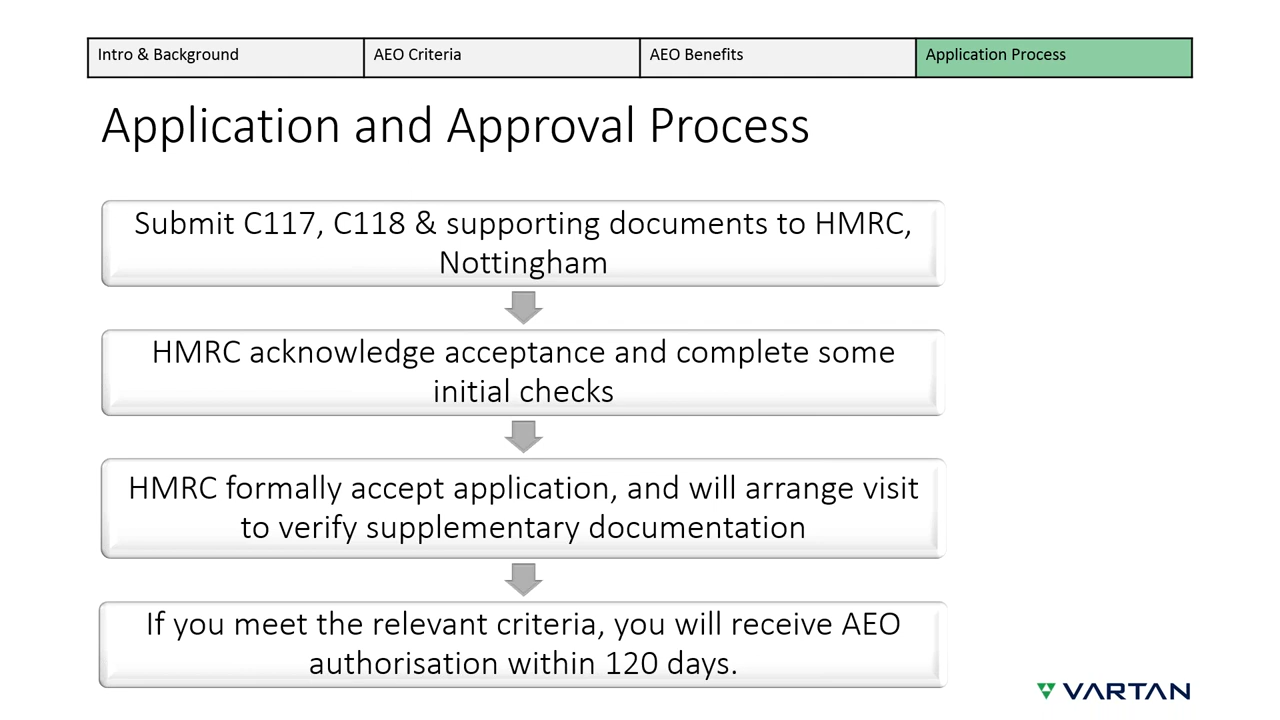 Intro & Background
AEO Criteria
AEO Benefits
Application Process
Application and Approval Process
Submit C117, C118 & supporting documents to HMRC,
Nottingham
HMRC acknowledge acceptance and complete some
initial checks
HMRC formally accept application, and will arrange visit
to verify supplementary documentation
If you meet the relevant criteria, you will receive AEO
authorisation within 120 days.
VARTAN